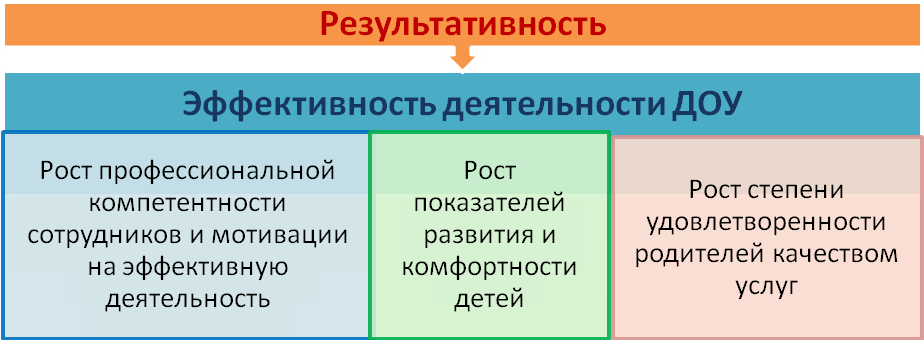 Результативность
Эффективность деятельности ДОУ
Рост профессиональной
компетентности
сотрудников и мотивации
на эффективную
деятельность
Рост
показателей
развития и
комфортности
детей
Рост степени
удовлетворенности
родителей качеством
услуг